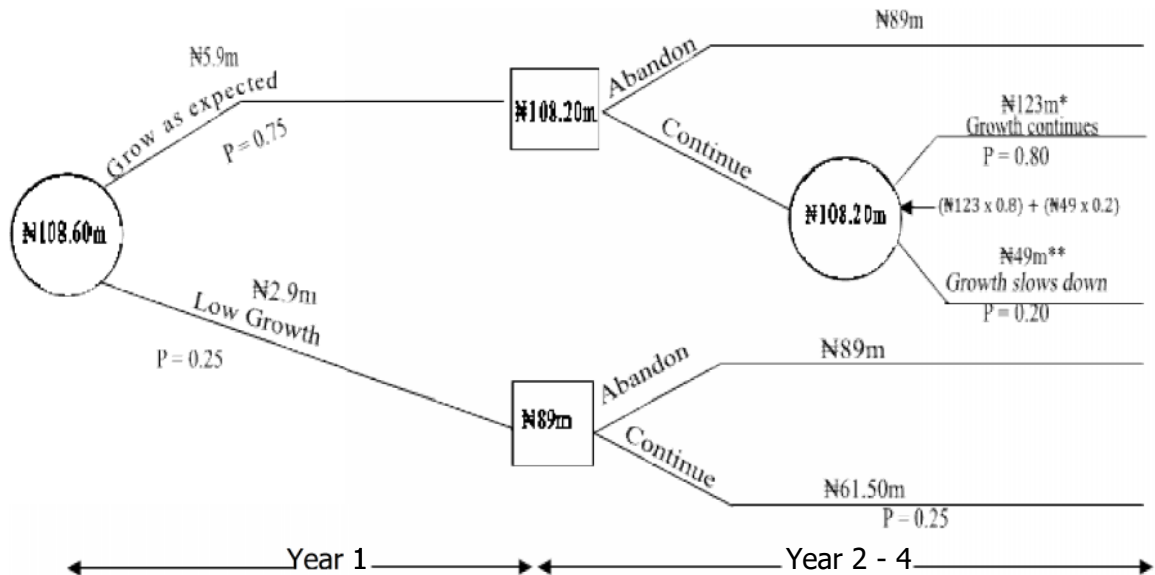 ₦89m
₦5.9m
Abandon
Grow as expected
₦108.20m
₦123m*
Growth continues
P = 0.75
Continue
P = 0.80
₦108.60m
₦108.20m
(₦123 x 0.8) + (₦49 x 0.2)
₦49m**
Growth slows down
₦2.9m
Low Growth
P = 0.20
P = 0.25
Abandon
₦89m
₦89m
Continue
₦61.50m
P = 0.25
Year 1
Year 2 - 4